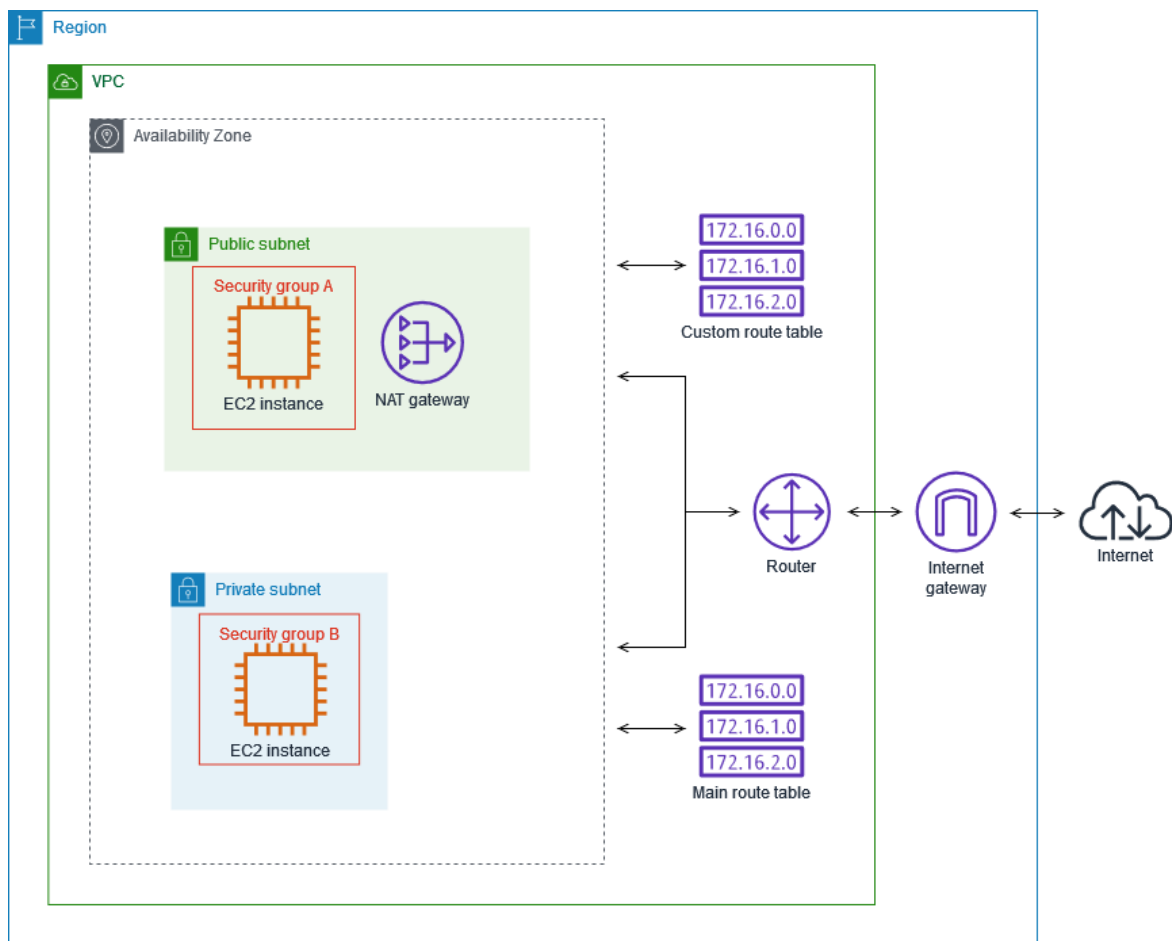 Region
VPC
Availability Zone
Public subnet
Security group A
EC2 instance
NAT gateway
172.16.0.0
172.16.1.0
172.16.2.0
Custom route table
Router
Internet
gateway
Internet
Private subnet
Security group B
EC2 instance
172.16.0.0
172.16.1.0
172.16.2.0
Main route table